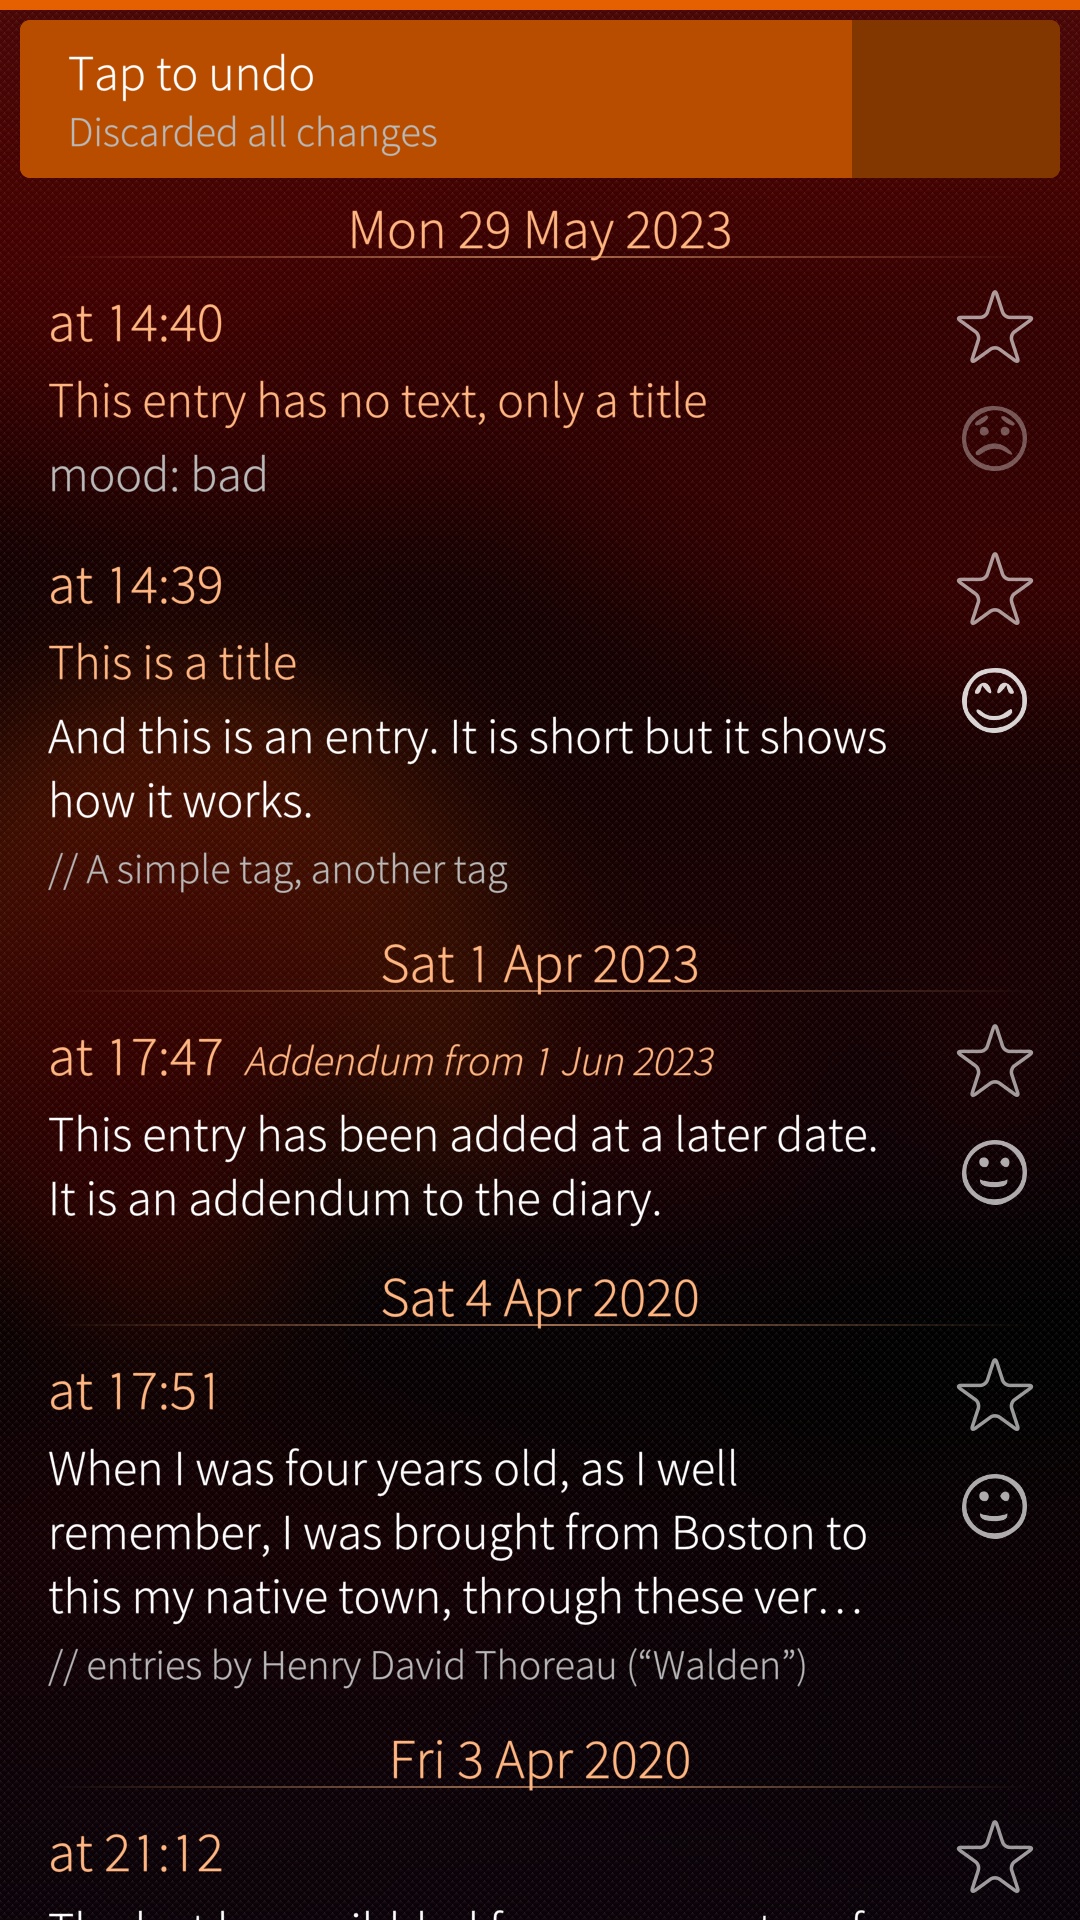 Tap to undo
Discarded all changes
Mon 29 May 2023
at 14:40
This entry has no text, only a title
mood: bad
at 14:39
This is a title
And this is an entry. It is short but it shows
how it works.
// A simple tag, another tag
Sat 1 Apr 2023
at 17:47 Addendum from 1 Jun 2023
This entry has been added at a later date.
It is an addendum to the diary.
Sat 4 Apr 2020
at 17:51
When I was four years old, as I well
remember, I was brought from Boston to
this my native town, through these ver…
// entries by Henry David Thoreau (“Walden”)
Fri 3 Apr 2020
at 21:12